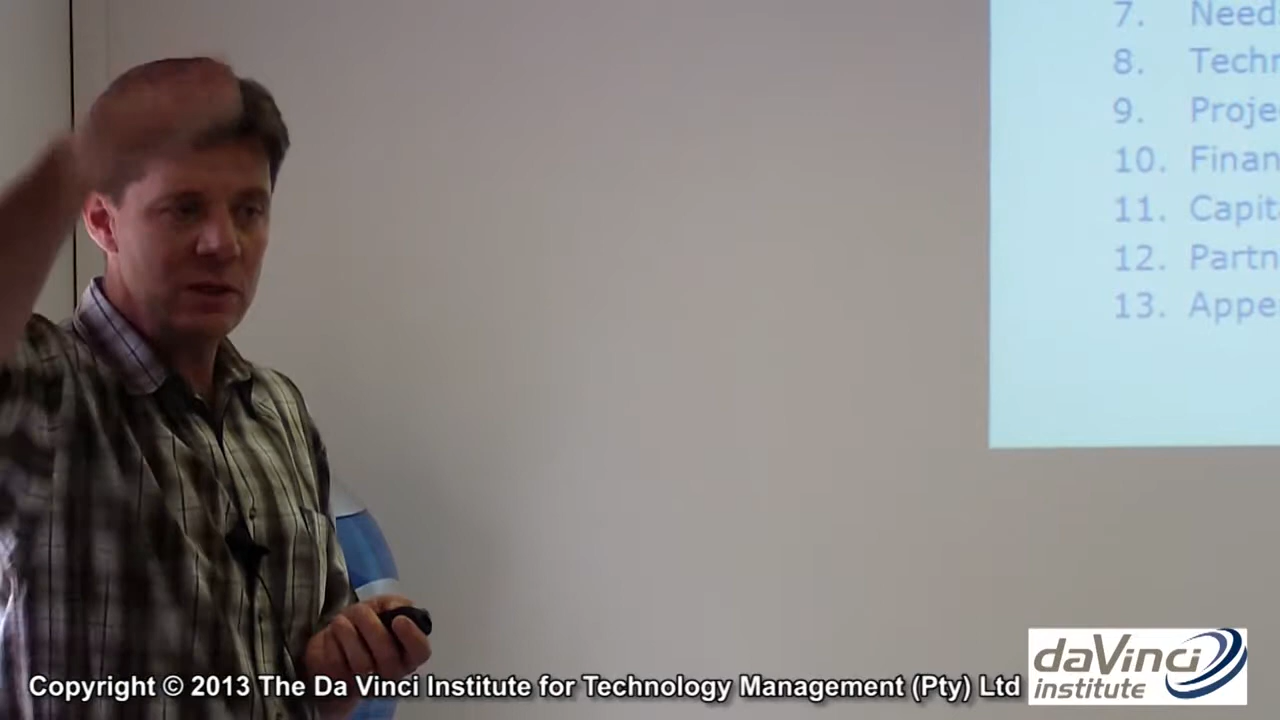 7. Need
8. Techn
9. Proje
10. Finan
11. Capit
12. Partn
13. Appe
Copyright © 2013 The Da Vinci Institute for Technology Management (Pty) Ltd
daVinci
institute